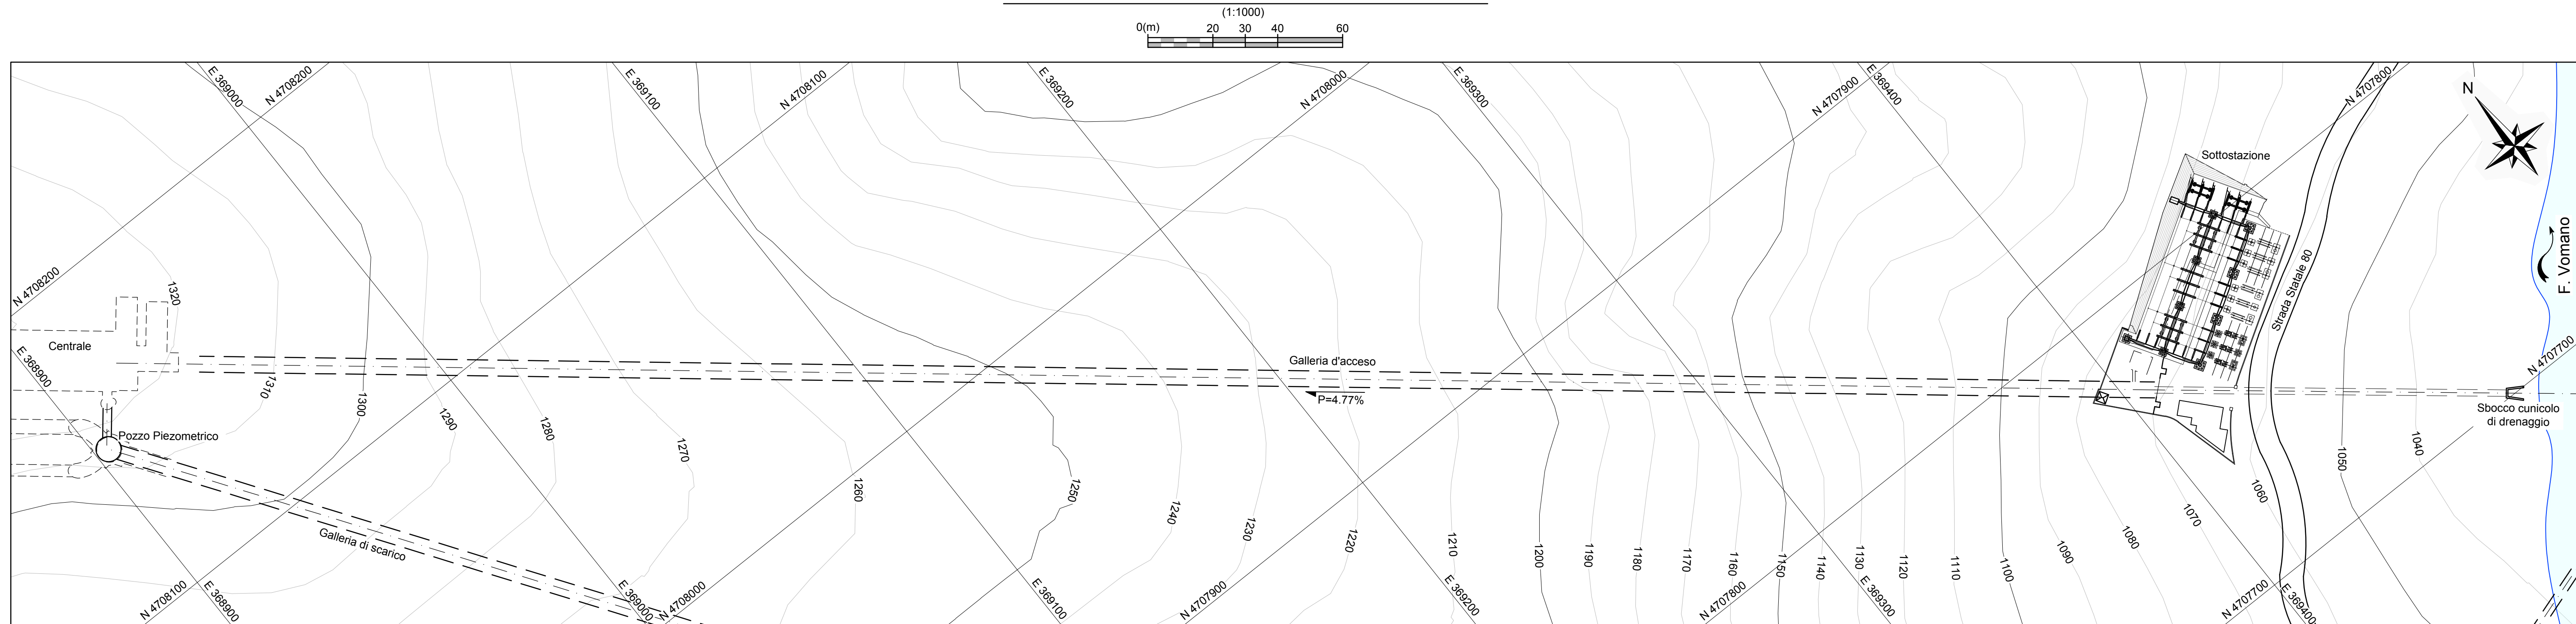 (1:1000)
0(m) 20 30 40 60
E 369000
N 4708200
E 369100
N 4708100
E 369200
N 4708000
E 369300
N 4707900
E 369400
N 4707800
N
Sottostazione
F. Vomano
Strada Statale 80
N 4708200
1320
Centrale
E 368900
1310
1300
1290
1280
1270
1260
1250
1240
1230
1220
1210
1200
1190
1180
1170
1160
1150
1140
1130
1120
1110
1100
1090
1080
1070
1060
1050
1040
Galleria d'acceso
P=4.77%
N 4707700
Sbocco cunicolo
di drenaggio
Pozzo Piezometrico
Galleria di scarico
N 4708100
E 368900
E 369000
N 4708000
E 369100
N 4707900
E 369200
N 4707800
E 369300
N 4707700
E 369400